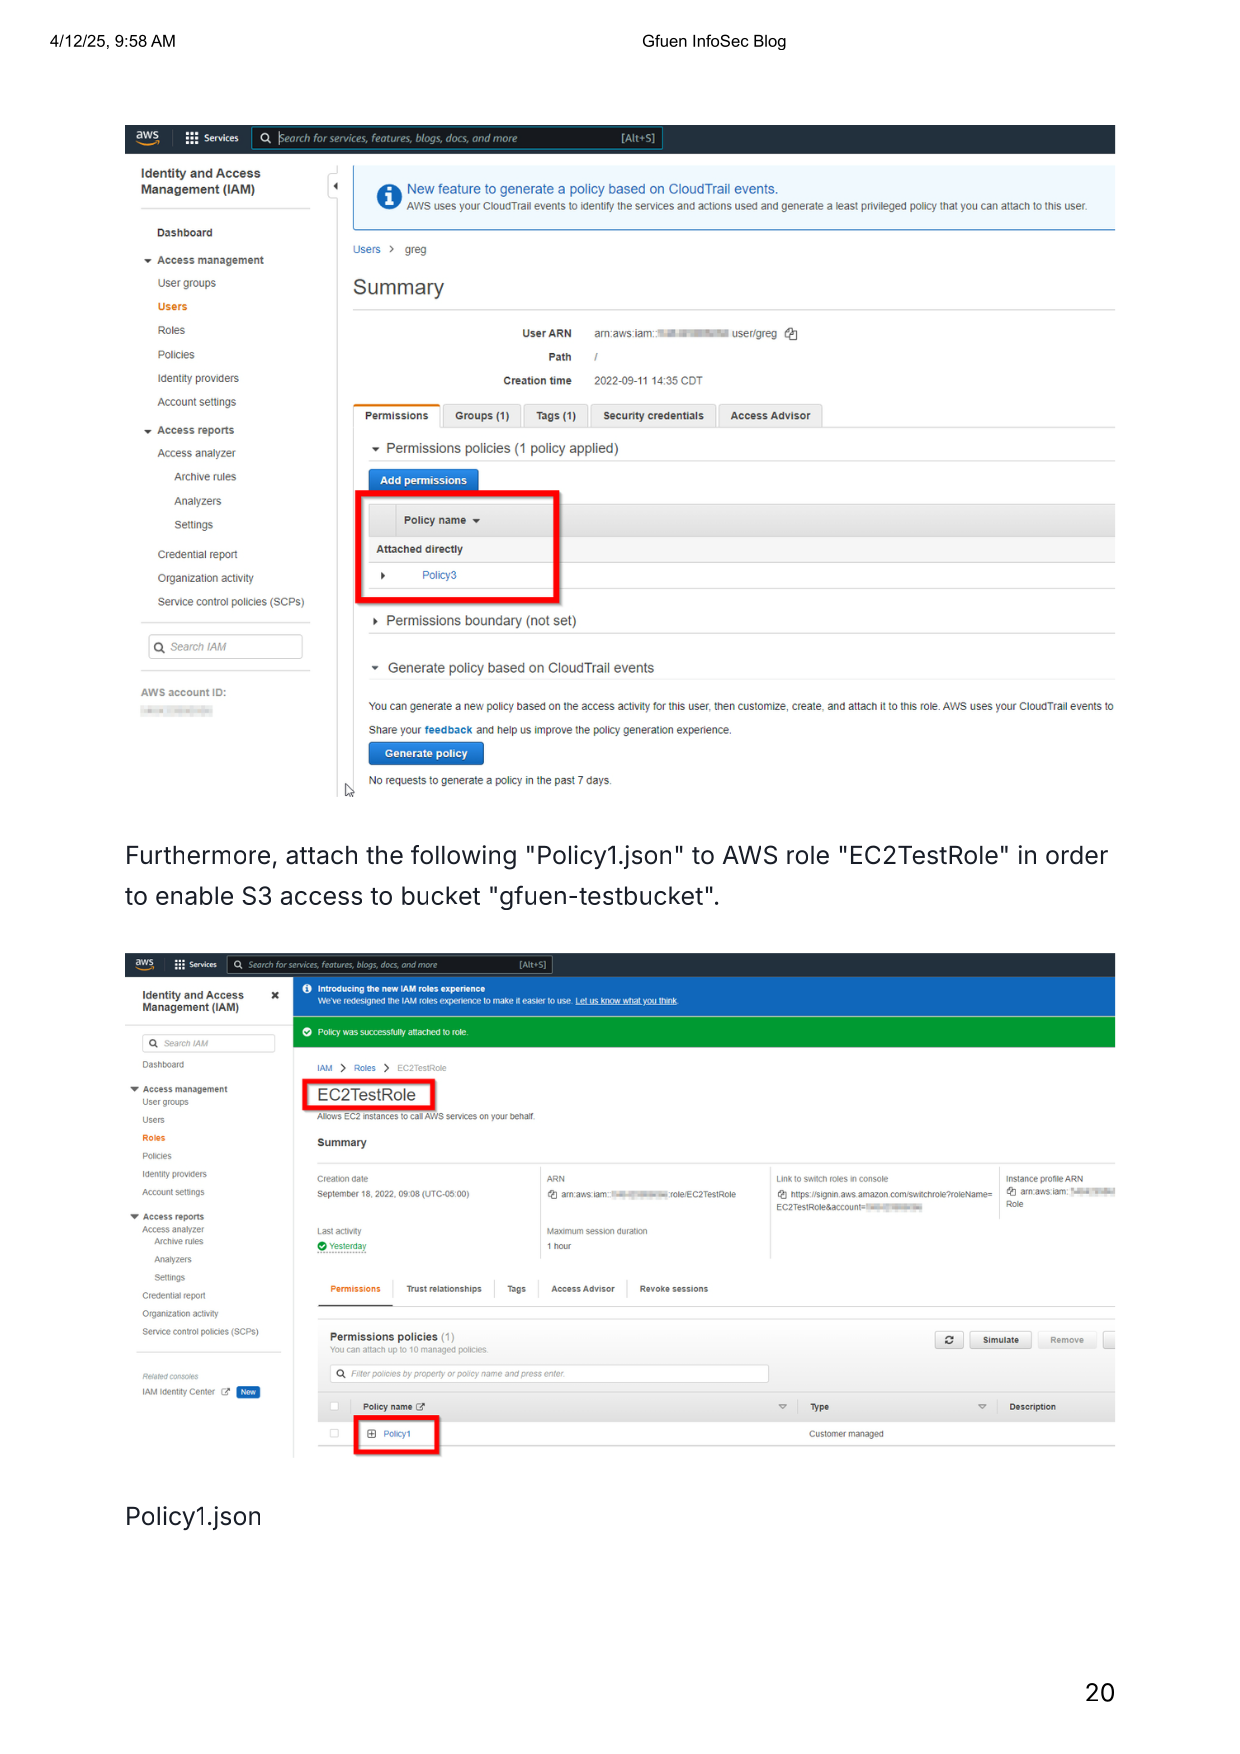 4/12/25, 9:58 AM
Gfuen InfoSec Blog
aws
Services
Search for services, features, blogs, docs, and more
[Alt+S]
Identity and Access
Management (IAM)
Dashboard
Access management
User groups
Users
Roles
Policies
Identity providers
Account settings
Access reports
Access analyzer
Archive rules
Analyzers
Settings
Credential report
Organization activity
Service control policies (SCPs)
Search IAM
AWS account ID:
New feature to generate a policy based on CloudTrail events.
AWS uses your CloudTrail events to identify the services and actions used and generate a least privileged policy that you can attach to this user.
Users > greg
Summary
User ARN arn:aws:iam:: user/greg
Path /
Creation time 2022-09-11 14:35 CDT
Permissions Groups (1) Tags (1) Security credentials Access Advisor
Permissions policies (1 policy applied)
Add permissions
Policy name
Attached directly
Policy3
Permissions boundary (not set)
Generate policy based on CloudTrail events
You can generate a new policy based on the access activity for this user, then customize, create, and attach it to this role. AWS uses your CloudTrail events to
Share your feedback and help us improve the policy generation experience.
Generate policy
No requests to generate a policy in the past 7 days.
Furthermore, attach the following "Policy1.json" to AWS role "EC2TestRole" in order
to enable S3 access to bucket "gfuen-testbucket".
aws
Services
Search for services, features, blogs, docs, and more
[Alt+S]
Identity and Access
Management (IAM)
Search IAM
Dashboard
Access management
User groups
Users
Roles
Policies
Identity providers
Account settings
Access reports
Access analyzer
Archive rules
Analyzers
Settings
Credential report
Organization activity
Service control policies (SCPs)
Related consoles
IAM Identity Center New
Introducing the new IAM roles experience
We've redesigned the IAM roles experience to make it easier to use. Let us know what you think.
Policy was successfully attached to role.
IAM > Roles > EC2TestRole
EC2TestRole
Allows EC2 instances to call AWS services on your behalf.
Summary
Creation date
September 18, 2022, 09:08 (UTC-05:00)
Last activity
Yesterday
ARN
arn:aws:iam:: :role/EC2TestRole
Maximum session duration
1 hour
Link to switch roles in console
https://signin.aws.amazon.com/switchrole?roleName=
EC2TestRole&account=
Instance profile ARN
arn:aws:iam::
Role
Permissions Trust relationships Tags Access Advisor Revoke sessions
Permissions policies (1)
You can attach up to 10 managed policies.
Simulate Remove
Filter policies by property or policy name and press enter.
Policy name Type Description
Policy1 Customer managed
Policy1.json
20